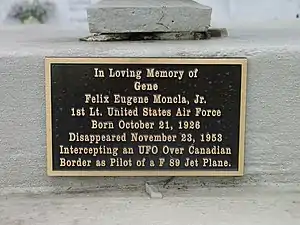 In Loving Memory of
Gene
Felix Eugene Moncla, Jr.
1st Lt. United States Air Force
Born October 21, 1926
Disappeared November 23, 1953
Intercepting an UFO Over Canadian
Border as Pilot of a F 89 Jet Plane.